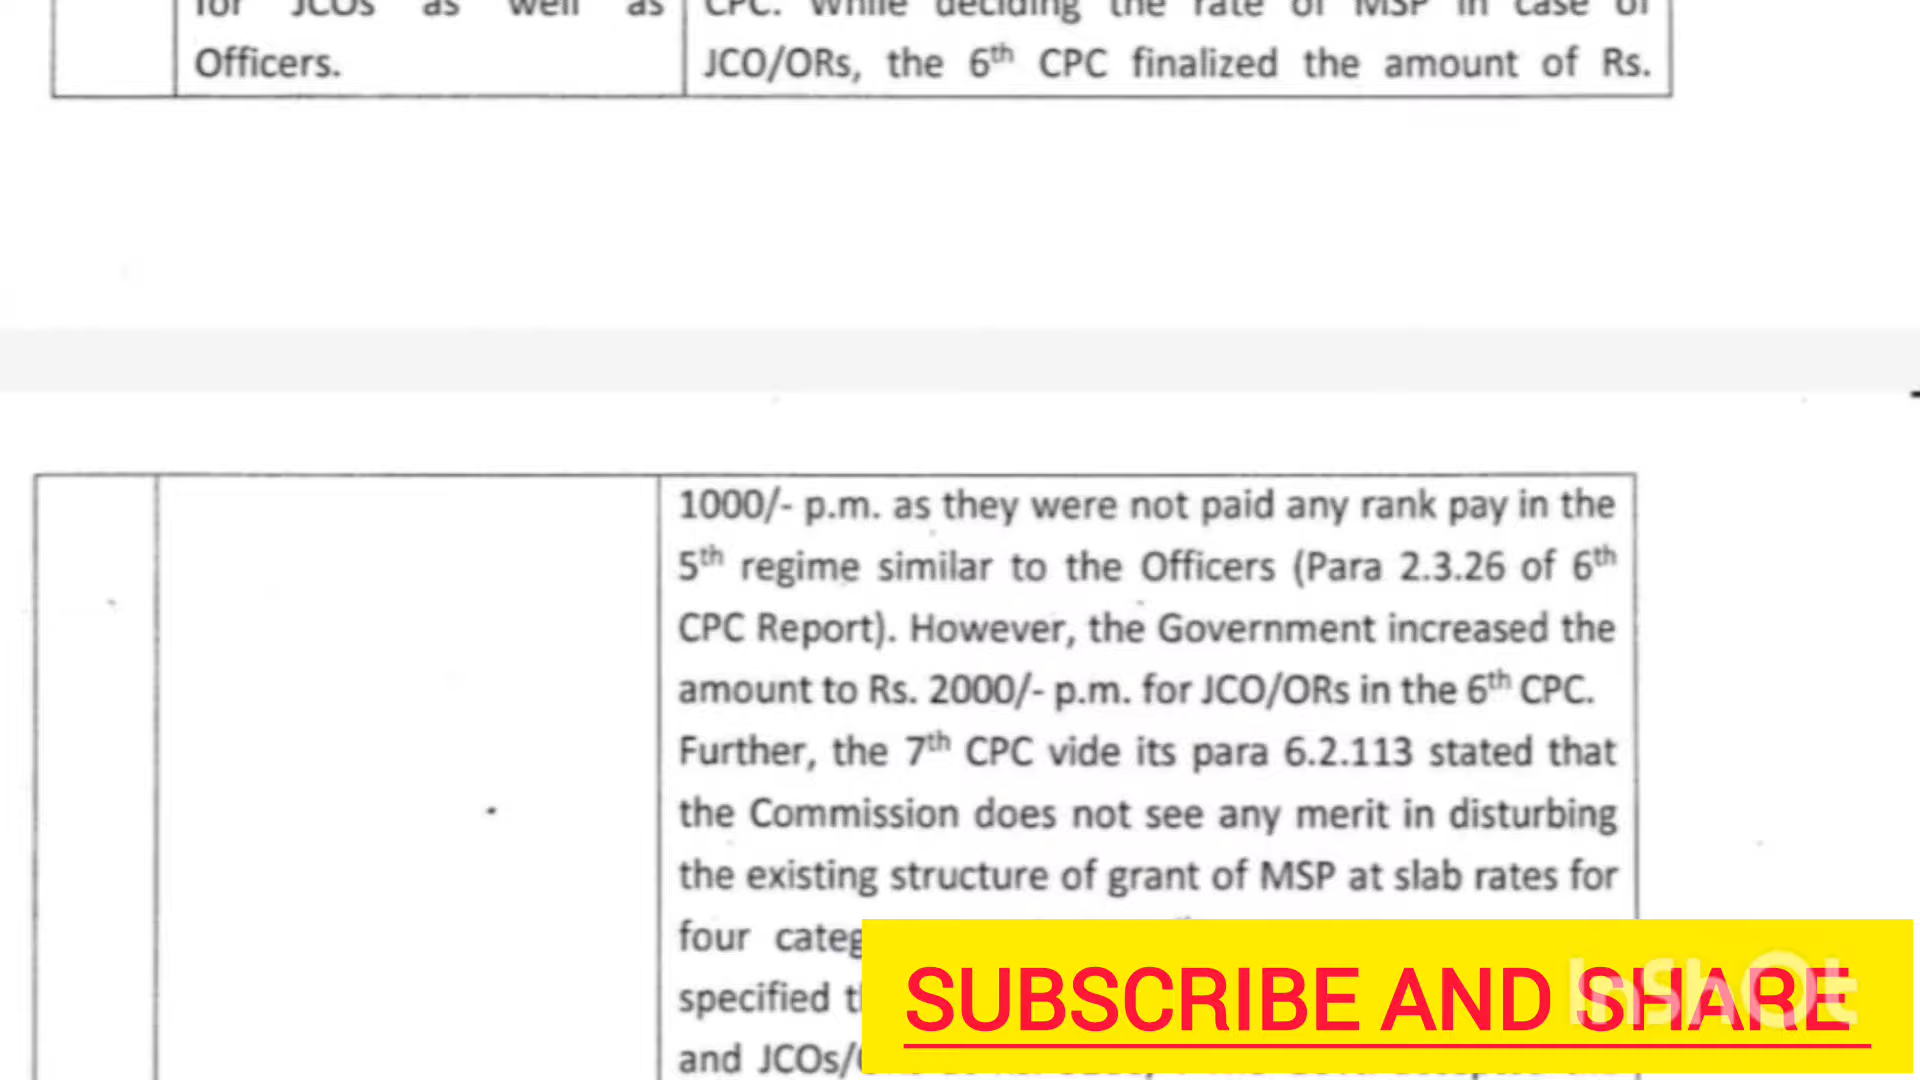 for JCOs as well as
Officers.
CPC. While deciding the rate of MSP in case of
JCO/ORs, the 6th CPC finalized the amount of Rs.
1000/- p.m. as they were not paid any rank pay in the
5th regime similar to the Officers (Para 2.3.26 of 6th
CPC Report). However, the Government increased the
amount to Rs. 2000/- p.m. for JCO/ORs in the 6th CPC.
Further, the 7th CPC vide its para 6.2.113 stated that
the Commission does not see any merit in disturbing
the existing structure of grant of MSP at slab rates for
four
specified
and
SUBSCRIBE AND SHARE
InShOt